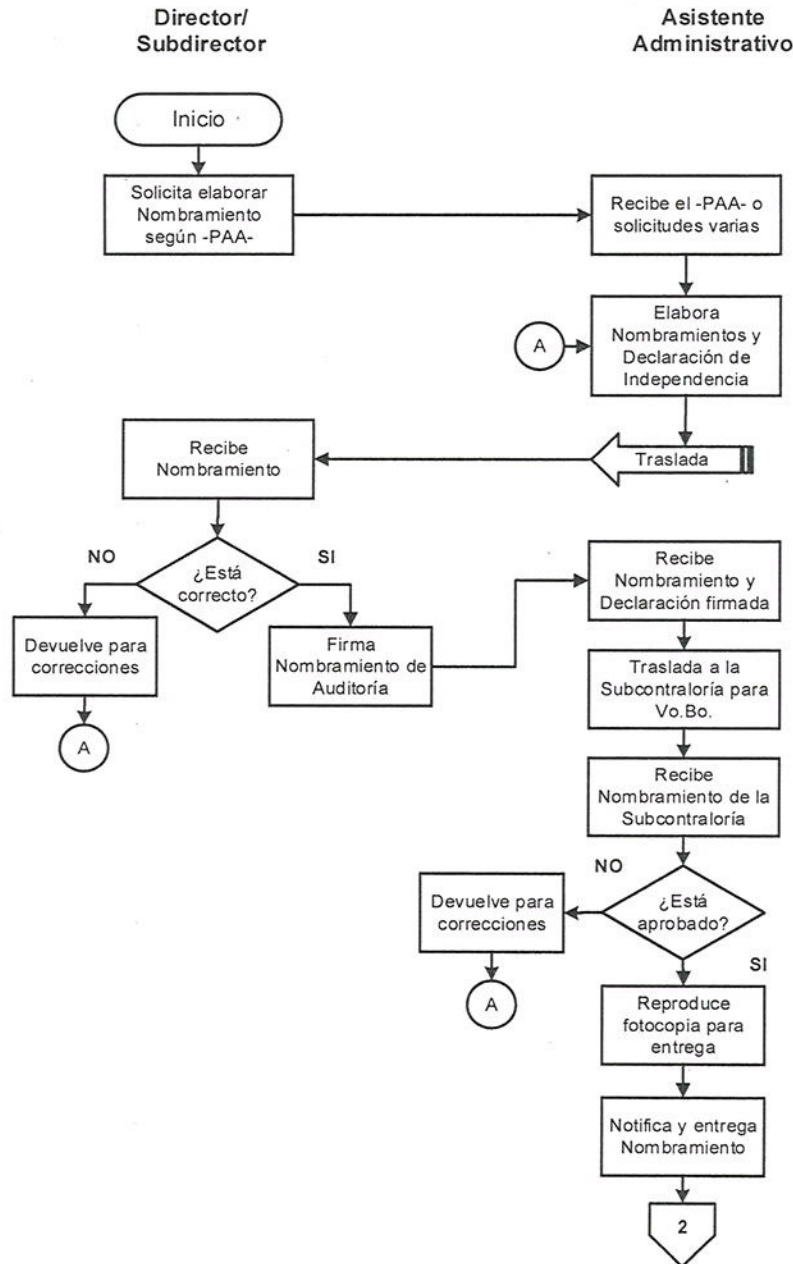 Director/
Subdirector
Asistente
Administrativo
Inicio
Solicita elaborar
Nombramiento
según -PAA-
Recibe el -PAA- o
solicitudes varias
Elabora
Nombramientos y
Declaración de
Independencia
A
Traslada
Recibe
Nombramiento
¿Está
correcto?
NO
SI
Devuelve para
correcciones
A
Firma
Nombramiento de
Auditoría
Recibe
Nombramiento y
Declaración firmada
Traslada a la
Subcontraloría para
Vo.Bo.
Recibe
Nombramiento de la
Subcontraloría
¿Está
aprobado?
NO
SI
Devuelve para
correcciones
A
Reproduce
fotocopia para
entrega
Notifica y entrega
Nombramiento
2